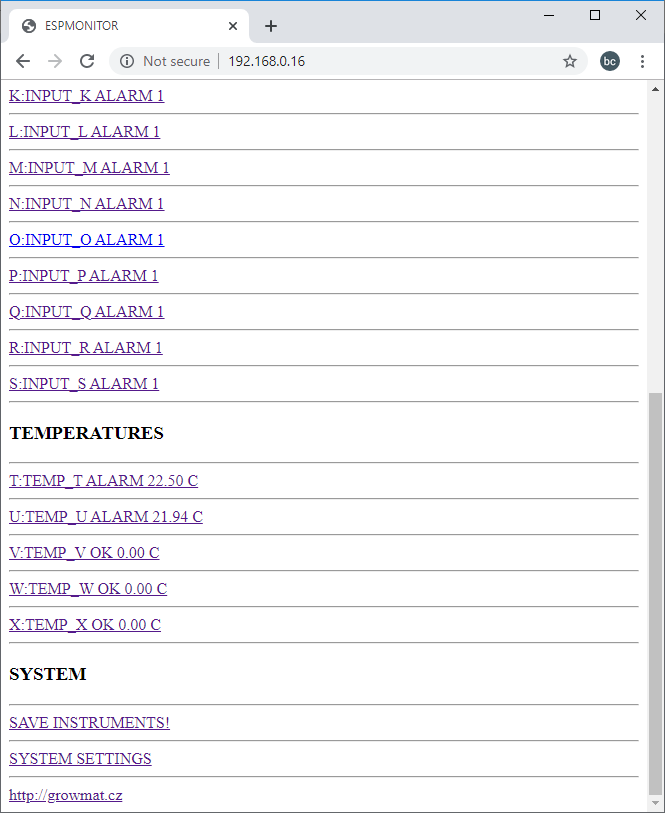 ESPMONITOR
Not secure
192.168.0.16
bc
K:INPUT_K ALARM 1
L:INPUT_L ALARM 1
M:INPUT_M ALARM 1
N:INPUT_N ALARM 1
O:INPUT_O ALARM 1
P:INPUT_P ALARM 1
Q:INPUT_Q ALARM 1
R:INPUT_R ALARM 1
S:INPUT_S ALARM 1
TEMPERATURES
T:TEMP_T ALARM 22.50 C
U:TEMP_U ALARM 21.94 C
V:TEMP_V OK 0.00 C
W:TEMP_W OK 0.00 C
X:TEMP_X OK 0.00 C
SYSTEM
SAVE INSTRUMENTS!
SYSTEM SETTINGS
http://growmat.cz